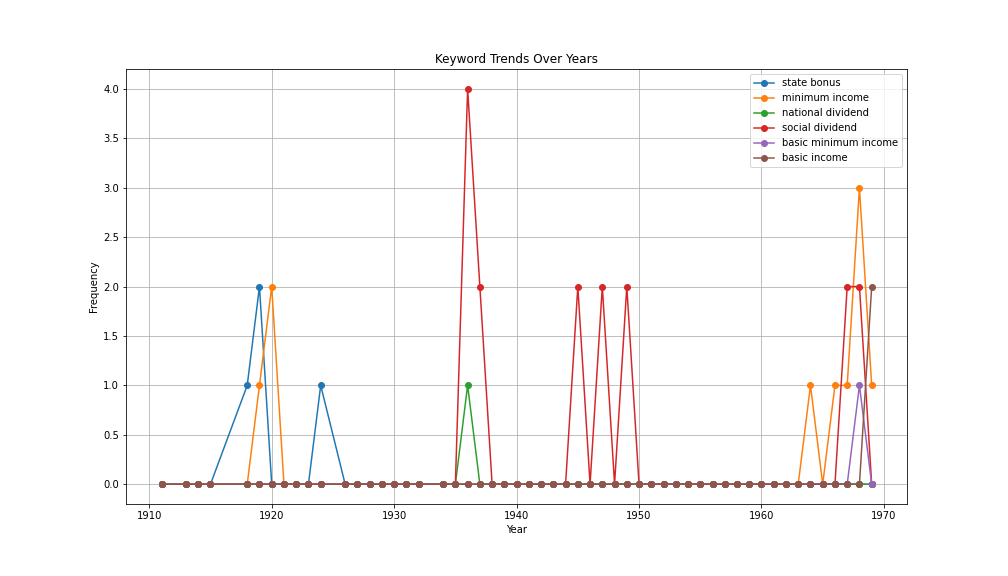 Keyword Trends Over Years
state bonus
minimum income
national dividend
social dividend
basic minimum income
basic income
Frequency
4.0
3.5
3.0
2.5
2.0
1.5
1.0
0.5
0.0
1910 1920 1930 1940 1950 1960 1970
Year